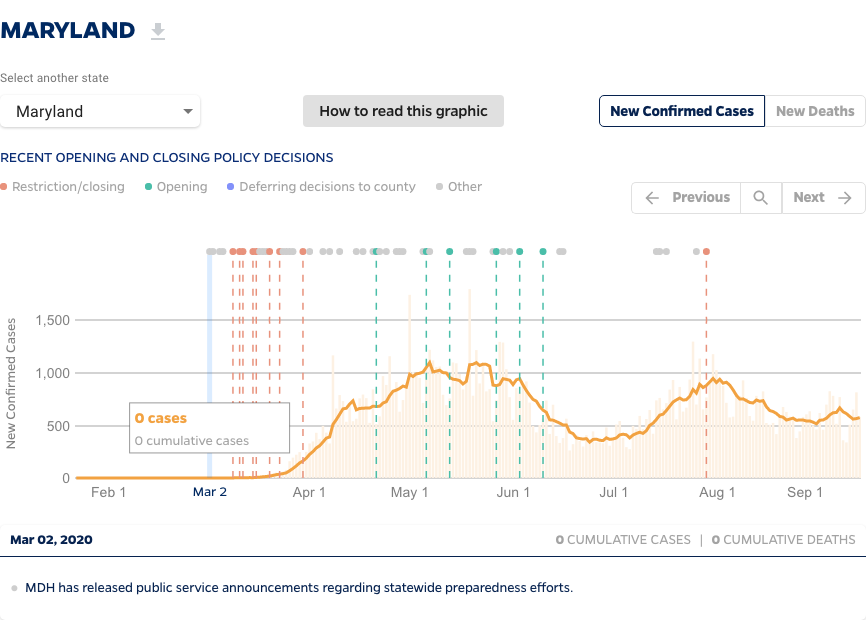 MARYLAND
Select another state
Maryland
How to read this graphic
New Confirmed Cases
New Deaths
RECENT OPENING AND CLOSING POLICY DECISIONS
Restriction/closing
Opening
Deferring decisions to county
Other
Previous
Next
New Confirmed Cases
1,500
1,000
500
0
0 cases
0 cumulative cases
Feb 1
Mar 2
Apr 1
May 1
Jun 1
Jul 1
Aug 1
Sep 1
Mar 02, 2020
0 CUMULATIVE CASES | 0 CUMULATIVE DEATHS
MDH has released public service announcements regarding statewide preparedness efforts.